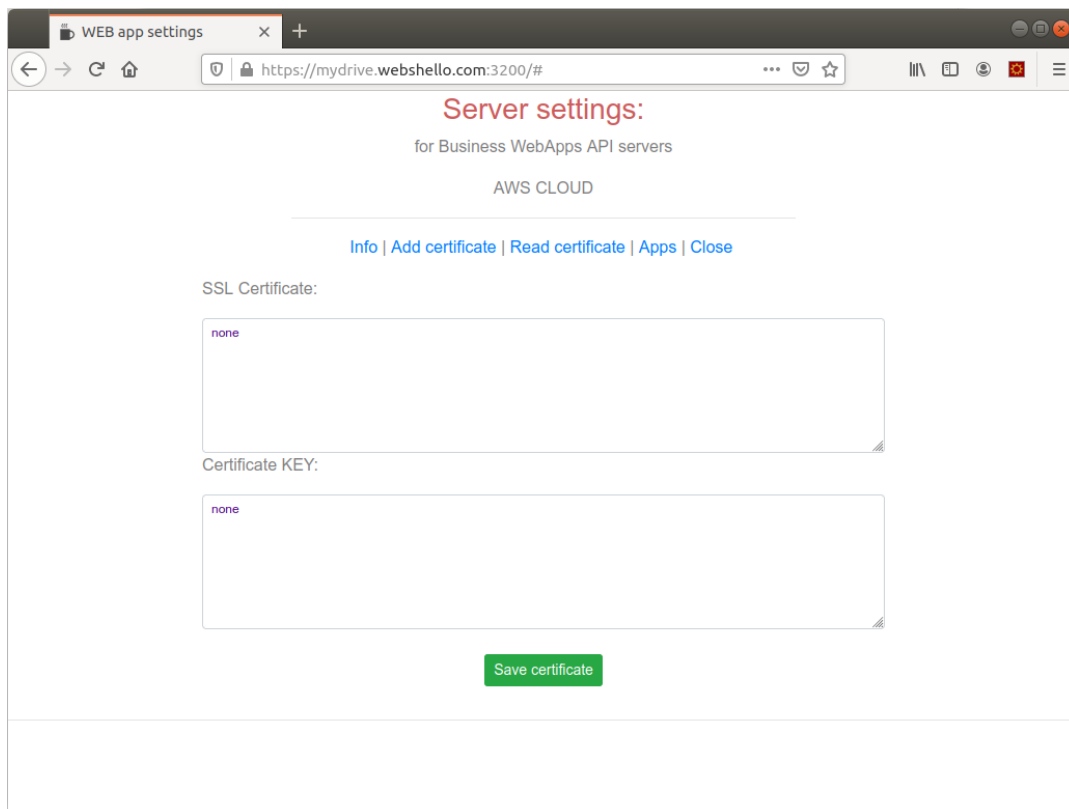 WEB app settings
https://mydrive.webshello.com:3200/#
Server settings:
for Business WebApps API servers
AWS CLOUD
Info | Add certificate | Read certificate | Apps | Close
SSL Certificate:
none
Certificate KEY:
none
Save certificate